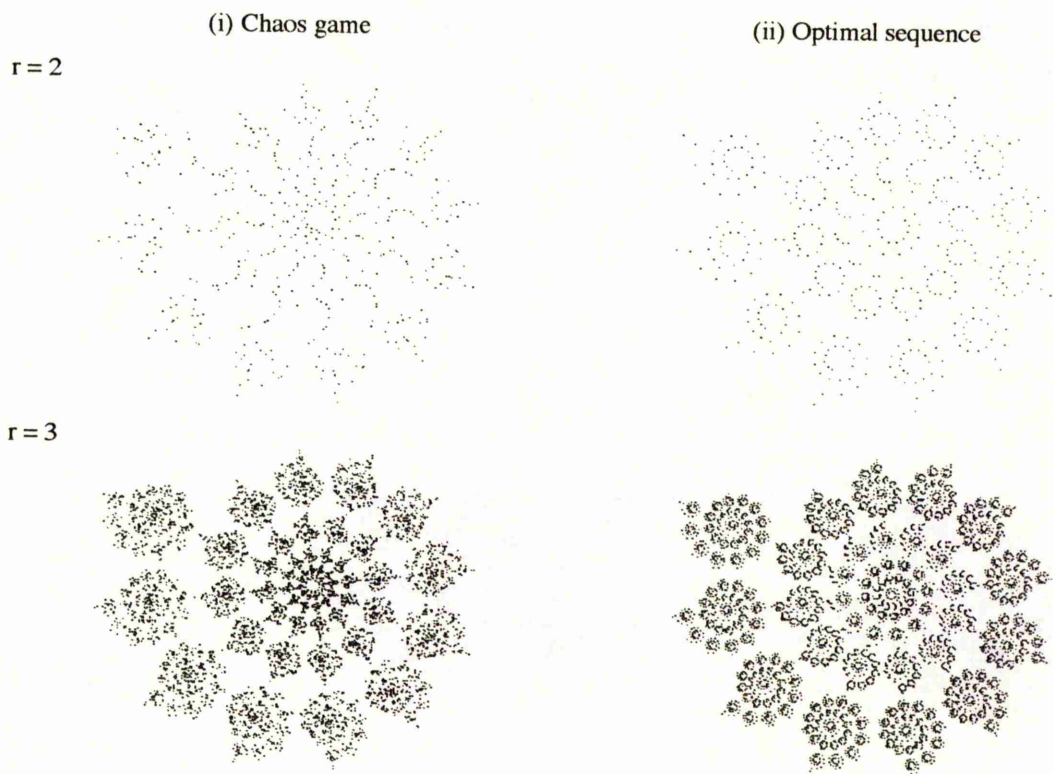 (i) Chaos game
(ii) Optimal sequence
r = 2
r = 3